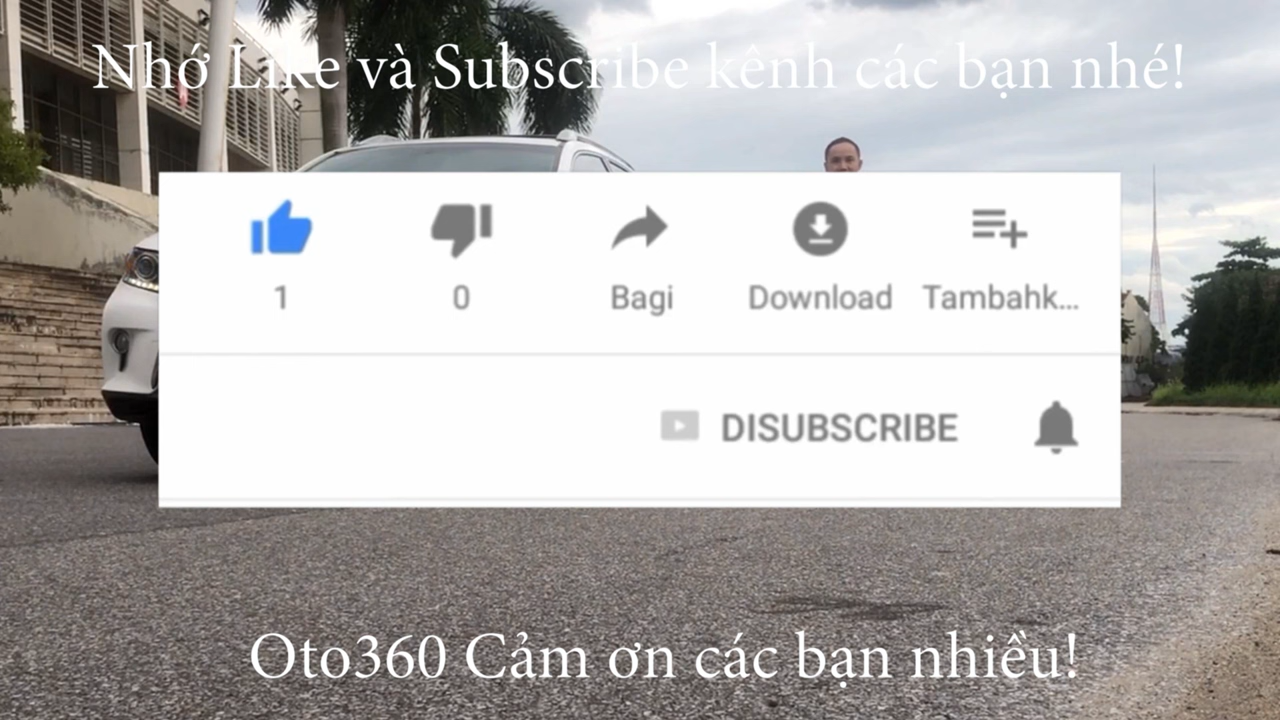 Nhớ Like và Subscribe kênh các bạn nhé!
1
0
Bagi
Download
Tambahk...
DISUBSCRIBE
Oto360 Cảm ơn các bạn nhiều!